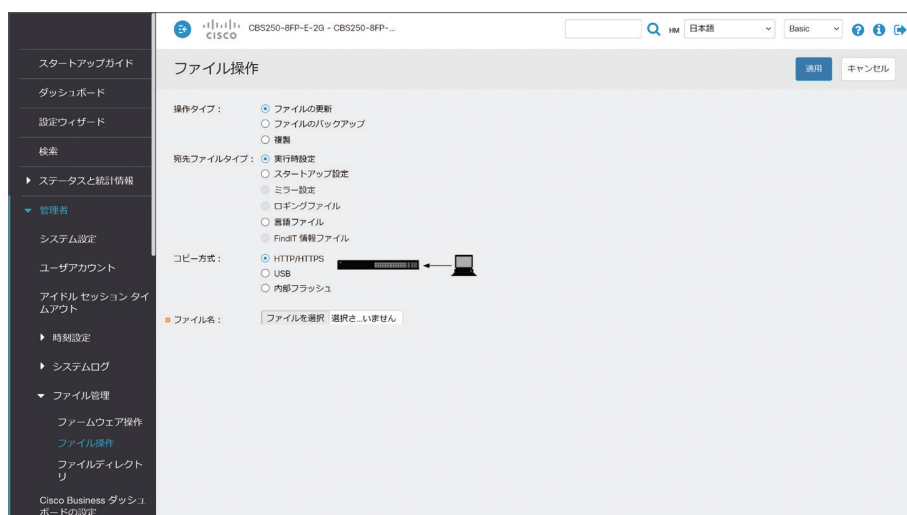 cisco
CBS250-8FP-E-2G - CBS250-8FP-...
HM
日本語
Basic
スタートアップガイド
ダッシュボード
設定ウィザード
検索
ステータスと統計情報
管理者
システム設定
ユーザアカウント
アイドル セッション タイ
ムアウト
時刻設定
システムログ
ファイル管理
ファームウェア操作
ファイル操作
ファイルディレクト
リ
Cisco Business ダッシュ
ボードの設定
ファイル操作
適用
キャンセル
操作タイプ：
ファイルの更新
ファイルのバックアップ
複製
宛先ファイルタイプ：
実行時設定
スタートアップ設定
ミラー設定
ロギングファイル
言語ファイル
FindIT 情報ファイル
コピー方式：
HTTP/HTTPS
USB
内部フラッシュ
ファイル名：
ファイルを選択
選択さ...いません